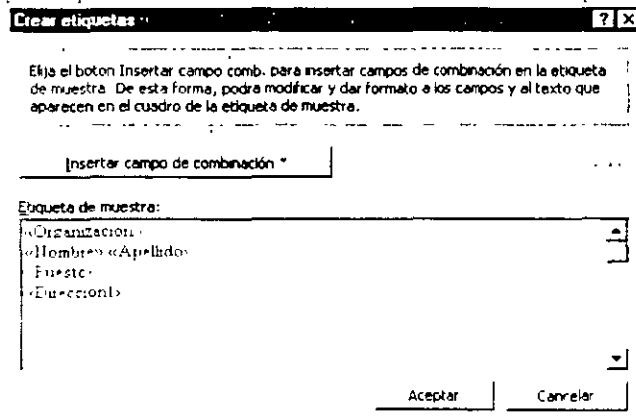 Crear etiquetas
Elija el boton Insertar campo comb. para insertar campos de combinación en la etiqueta
de muestra. De esta forma, podra modificar y dar formato a los campos y al texto que
aparecen en el cuadro de la etiqueta de muestra.
Insertar campo de combinación
Etiqueta de muestra:
«Organizacion»
«Nombre» «Apellido»
Puesto
«Direccion1»
Aceptar
Cancelar